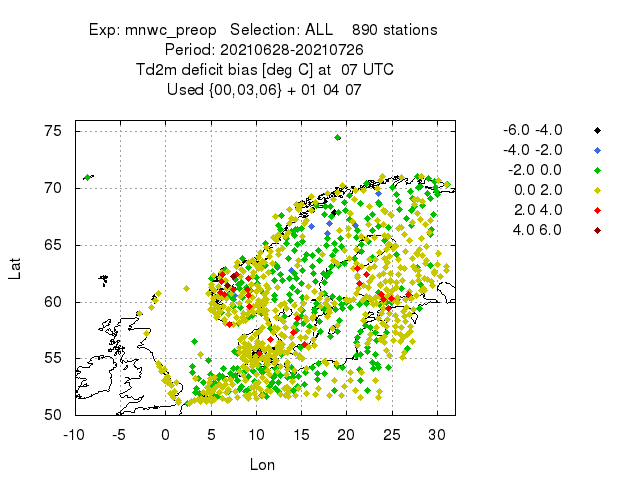 Exp: mnwc_preop   Selection: ALL    890 stations
Period: 20210628-20210726
Td2m deficit bias [deg C] at  07 UTC
Used {00,03,06} + 01 04 07
-6.0 -4.0
-4.0 -2.0
-2.0 0.0
0.0 2.0
2.0 4.0
4.0 6.0
75
70
65
60
55
50
Lat
-10 -5 0 5 10 15 20 25 30
Lon